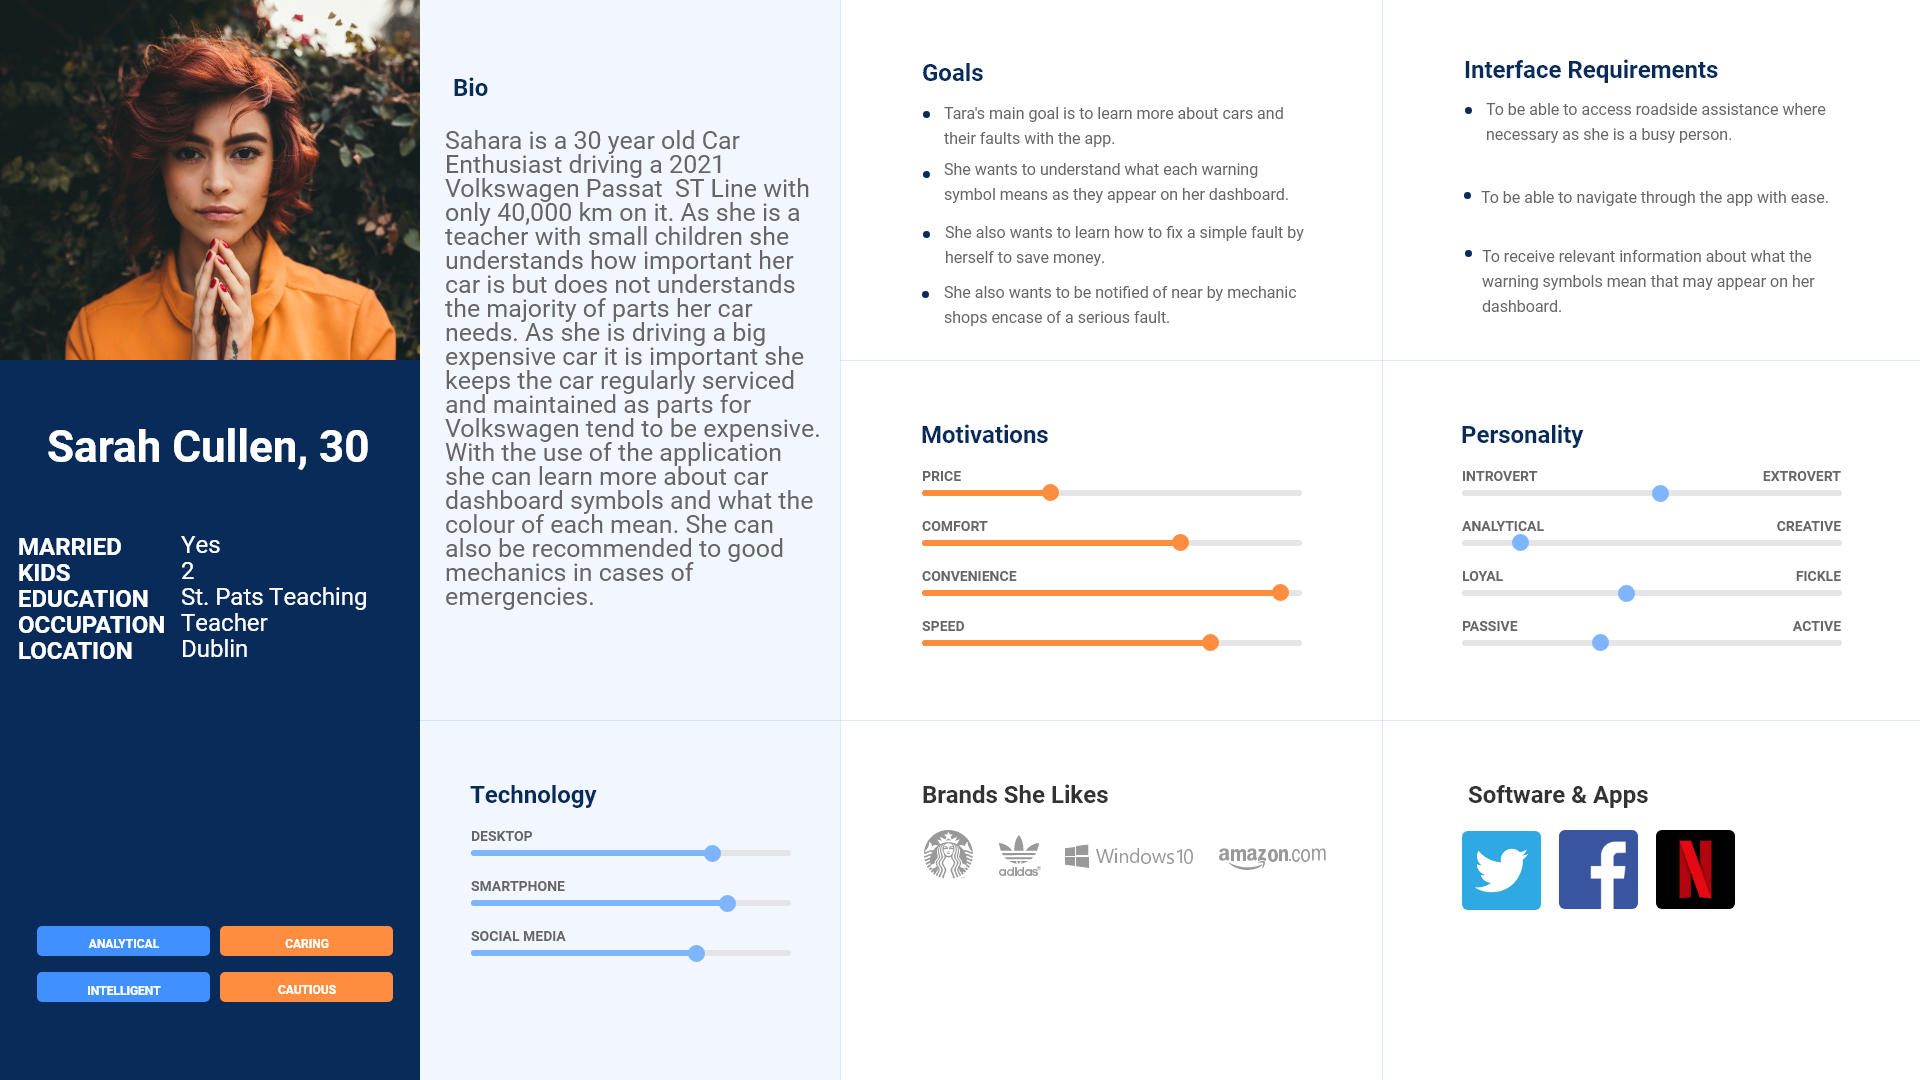 Sarah Cullen, 30
MARRIED Yes
KIDS 2
EDUCATION St. Pats Teaching
OCCUPATION Teacher
LOCATION Dublin
ANALYTICAL CARING
INTELLIGENT CAUTIOUS
Bio
Sahara is a 30 year old Car
Enthusiast driving a 2021
Volkswagen Passat  ST Line with
only 40,000 km on it. As she is a
teacher with small children she
understands how important her
car is but does not understands
the majority of parts her car
needs. As she is driving a big
expensive car it is important she
keeps the car regularly serviced
and maintained as parts for
Volkswagen tend to be expensive.
With the use of the application
she can learn more about car
dashboard symbols and what the
colour of each mean. She can
also be recommended to good
mechanics in cases of
emergencies.
Goals
Tara's main goal is to learn more about cars and
their faults with the app.
She wants to understand what each warning
symbol means as they appear on her dashboard.
She also wants to learn how to fix a simple fault by
herself to save money.
She also wants to be notified of near by mechanic
shops encase of a serious fault.
Interface Requirements
To be able to access roadside assistance where
necessary as she is a busy person.
To be able to navigate through the app with ease.
To receive relevant information about what the
warning symbols mean that may appear on her
dashboard.
Motivations
PRICE
COMFORT
CONVENIENCE
SPEED
Personality
INTROVERT EXTROVERT
ANALYTICAL CREATIVE
LOYAL FICKLE
PASSIVE ACTIVE
Technology
DESKTOP
SMARTPHONE
SOCIAL MEDIA
Brands She Likes
adidas
Windows 10
amazon.com
Software & Apps